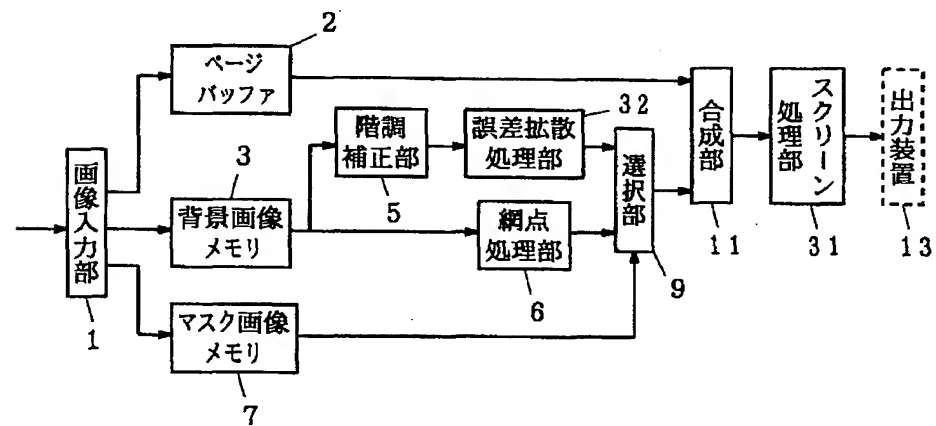 2
ページ
バッファ
32
階調
補正部
誤差拡散
処理部
合成部
スクリーン
処理部
出力装置
3
5
選択部
画像入力部
背景画像
メモリ
網点
処理部
11
31
13
9
6
1
マスク画像
メモリ
7